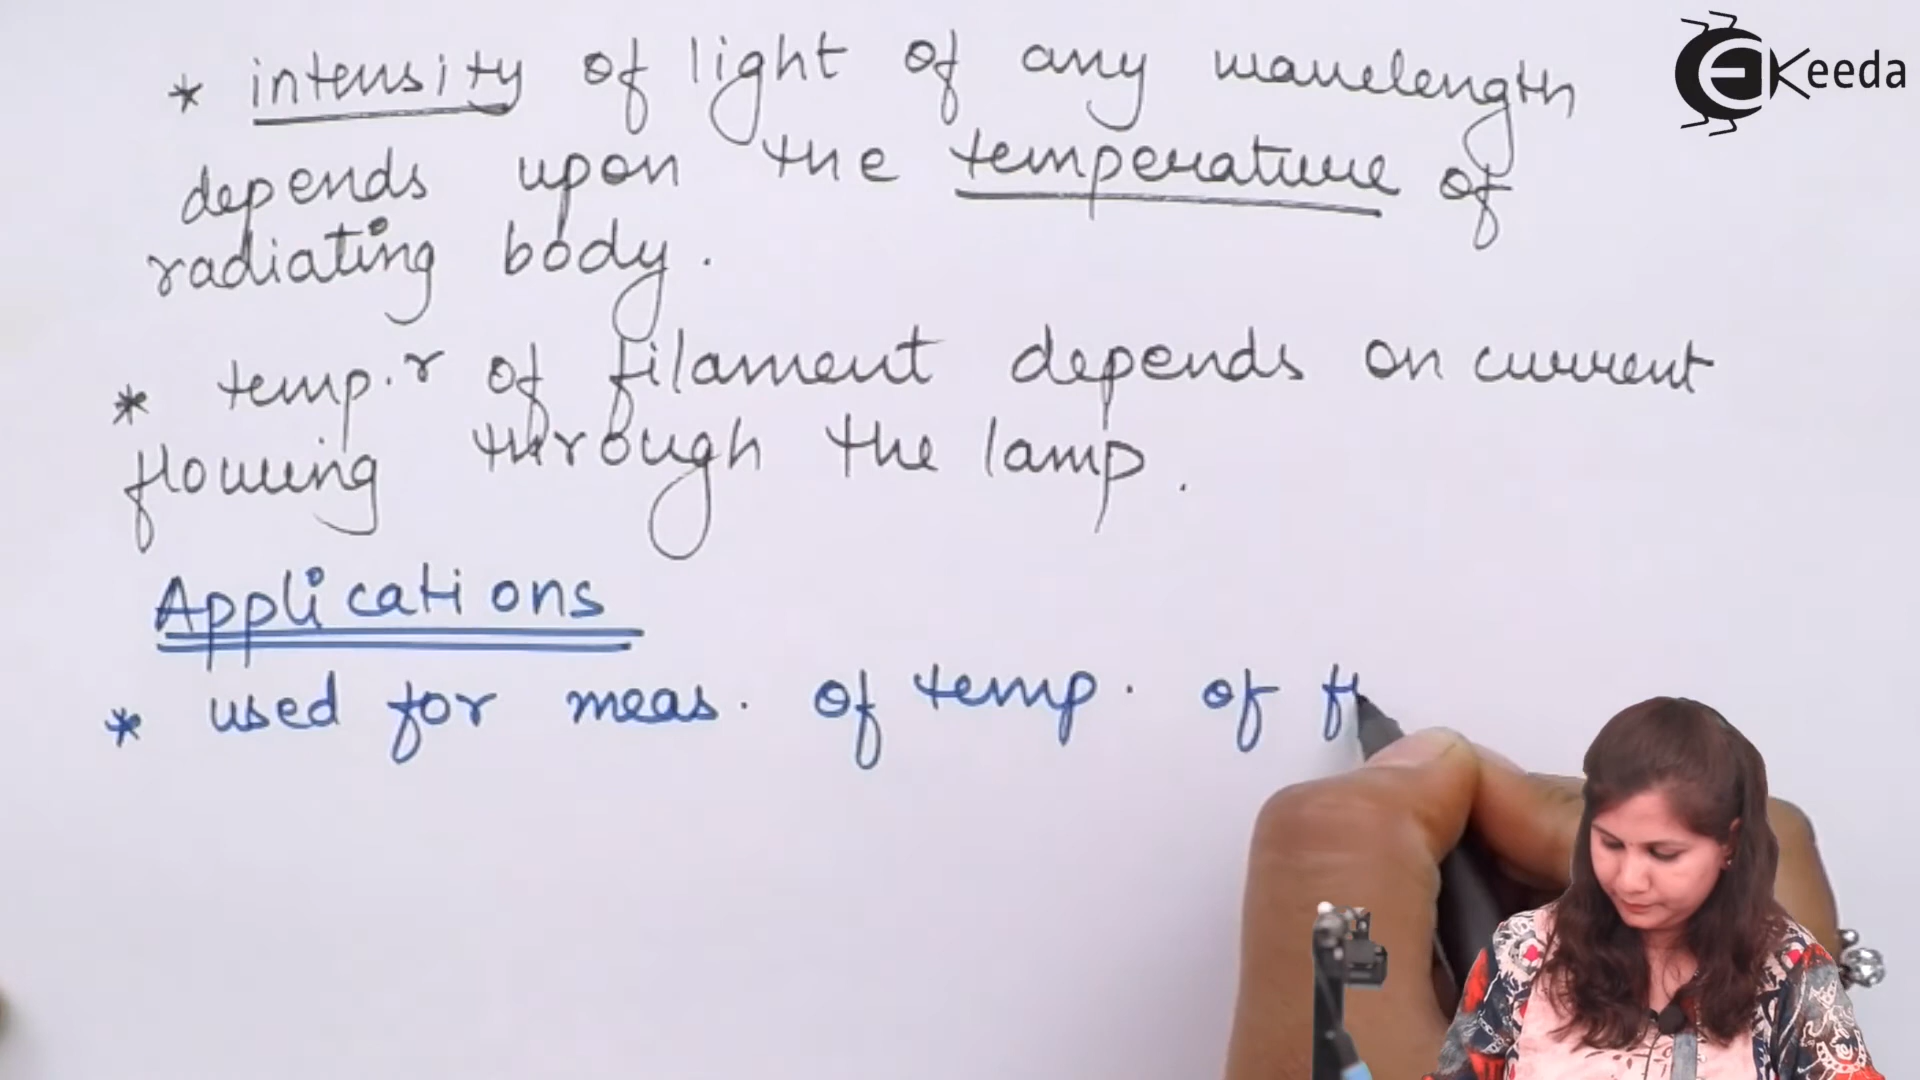 * intensity of light of any wavelength
depends upon the temperature of
radiating body.
* temp.r of filament depends on current
flowing through the lamp.
Applications
* used for meas. of temp. of
EKeeda